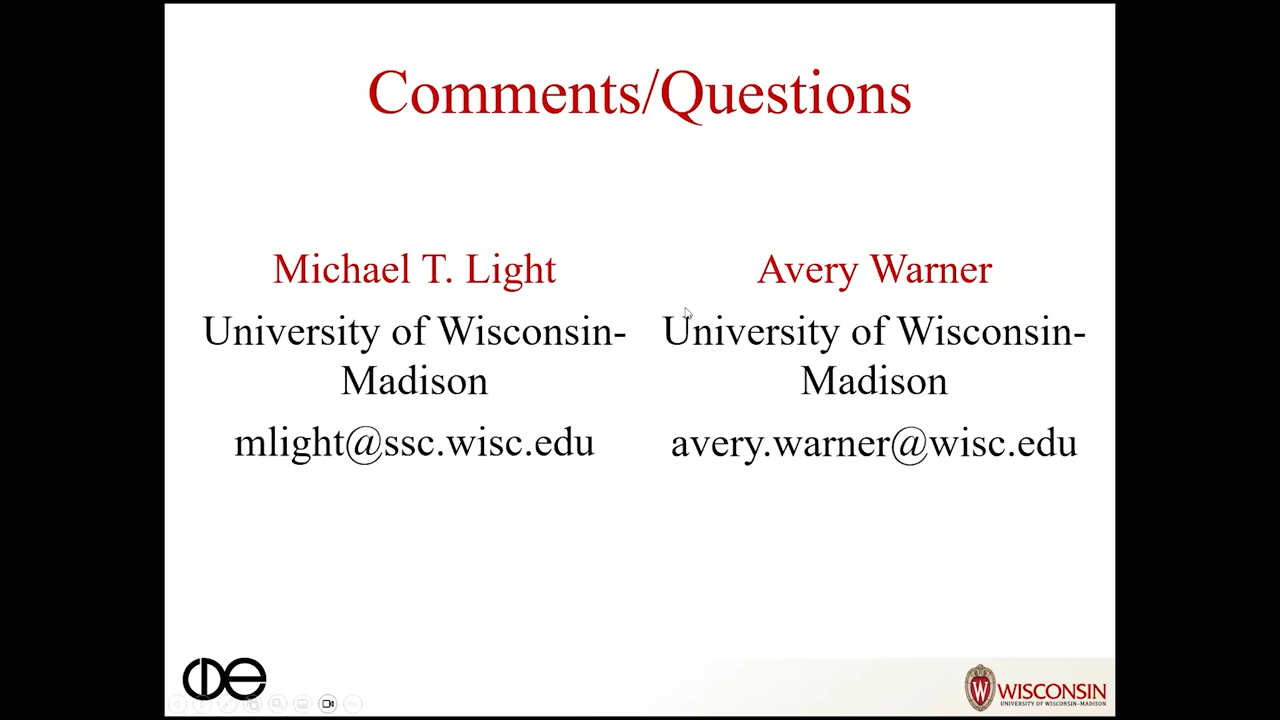 Comments/Questions
Michael T. Light
University of Wisconsin-
Madison
mlight@ssc.wisc.edu
Avery Warner
University of Wisconsin-
Madison
avery.warner@wisc.edu
cde
W WISCONSIN
UNIVERSITY OF WISCONSIN–MADISON